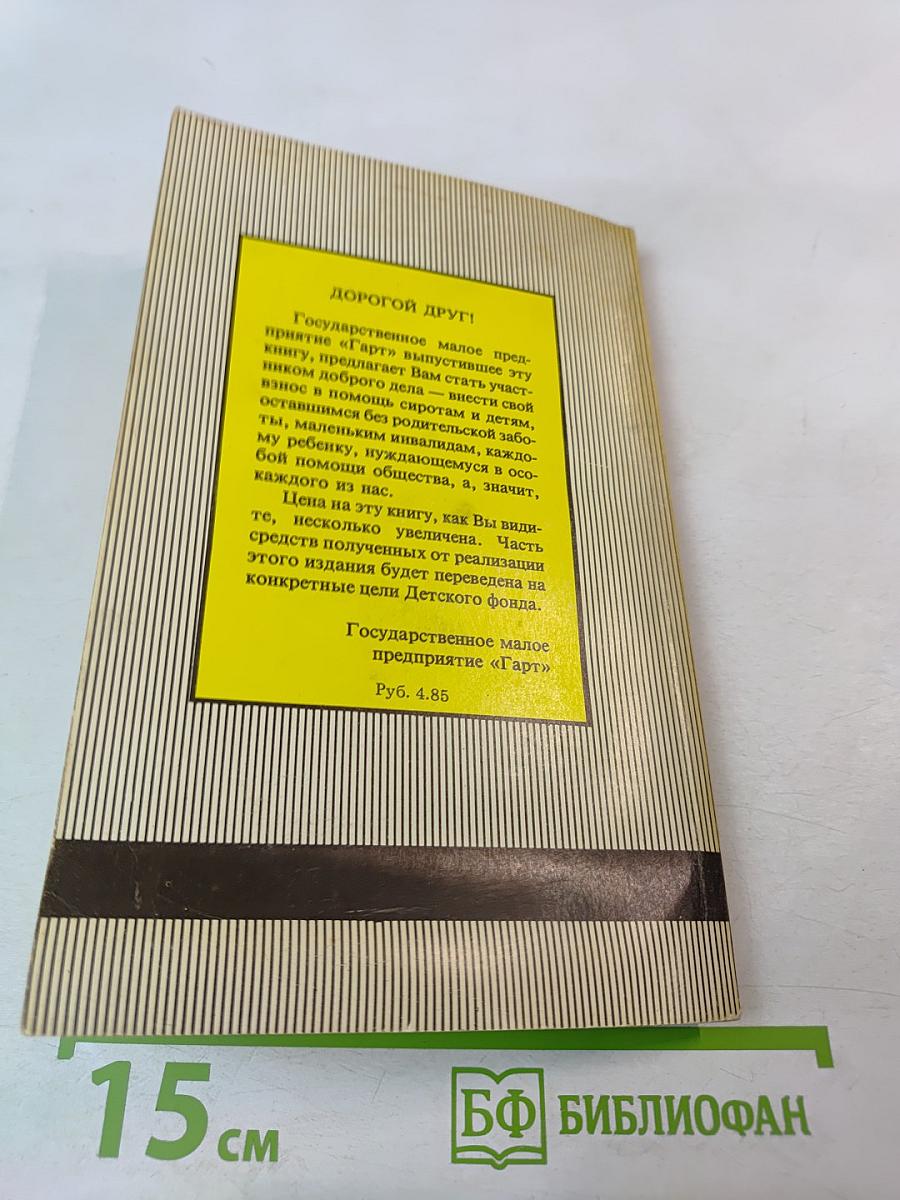 ДОРОГОЙ ДРУГ!
Государственное малое пред-
приятие «Гарт» выпустившее эту
книгу, предлагает Вам стать участ-
ником доброго дела — внести свой
взнос в помощь сиротам и детям,
оставшимся без родительской забо-
ты, маленьким инвалидам, каждо-
му ребенку, нуждающемуся в осо-
бой помощи общества, а, значит,
каждого из нас.
Цена на эту книгу, как Вы види-
те, несколько увеличена. Часть
средств полученных от реализации
этого издания будет переведена на
конкретные цели Детского фонда.
Государственное малое
предприятие «Гарт»
Руб. 4.85
15 см
БФ БИБЛИОФАН